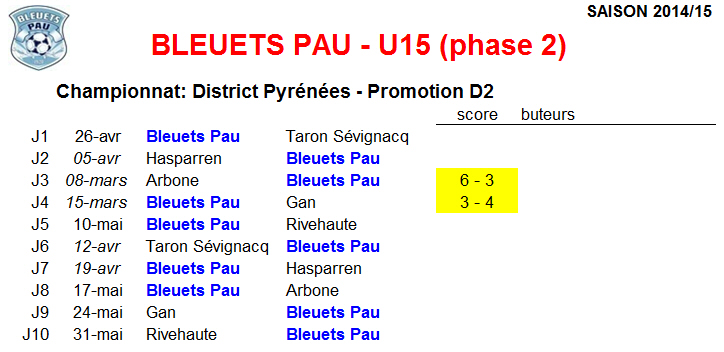 BLEUETS
PAU
SAISON 2014/15
BLEUETS PAU - U15 (phase 2)
Championnat: District Pyrénées - Promotion D2
score buteurs
J1 26-avr Bleuets Pau Taron Sévignacq
J2 05-avr Hasparren Bleuets Pau
J3 08-mars Arbone Bleuets Pau 6 - 3
J4 15-mars Bleuets Pau Gan 3 - 4
J5 10-mai Bleuets Pau Rivehaute
J6 12-avr Taron Sévignacq Bleuets Pau
J7 19-avr Bleuets Pau Hasparren
J8 17-mai Bleuets Pau Arbone
J9 24-mai Gan Bleuets Pau
J10 31-mai Rivehaute Bleuets Pau